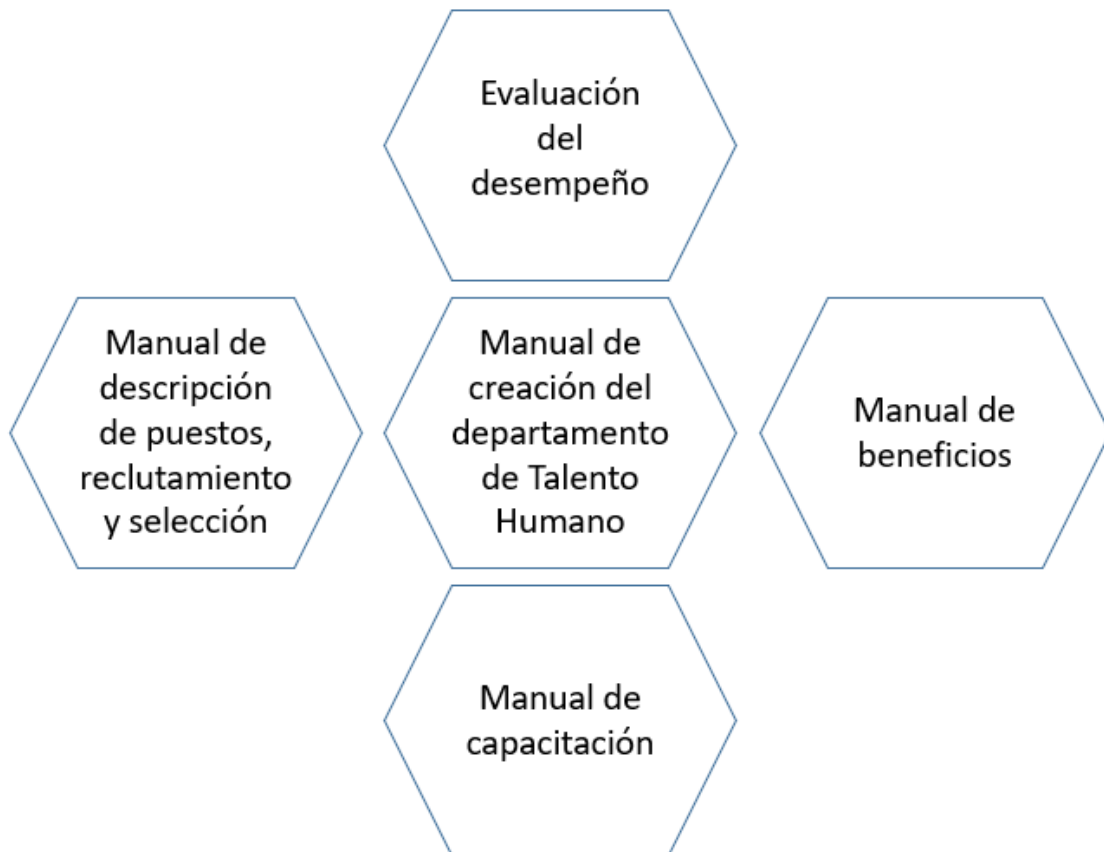 Evaluación
del
desempeño
Manual de
descripción
de puestos,
reclutamiento
y selección
Manual de
creación del
departamento
de Talento
Humano
Manual de
beneficios
Manual de
capacitación